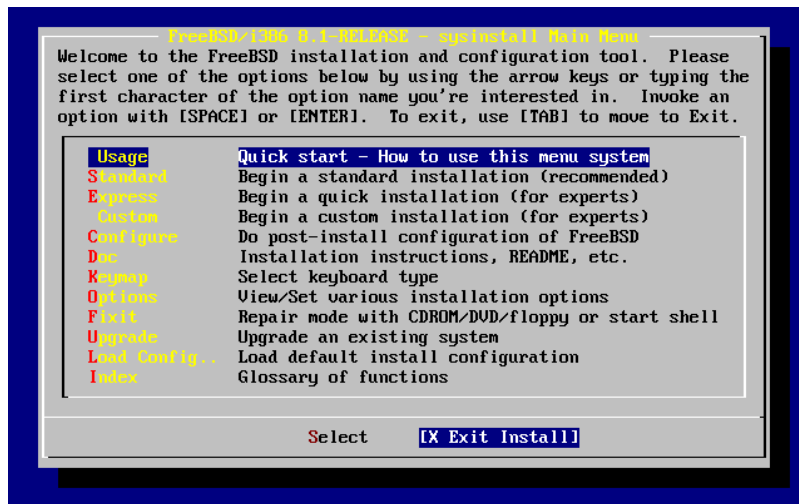 FreeBSD/i386 8.1-RELEASE - sysinstall Main Menu
Welcome to the FreeBSD installation and configuration tool.  Please
select one of the options below by using the arrow keys or typing the
first character of the option name you're interested in.  Invoke an
option with [SPACE] or [ENTER].  To exit, use [TAB] to move to Exit.
Usage Quick start - How to use this menu system
Standard Begin a standard installation (recommended)
Express Begin a quick installation (for experts)
Custom Begin a custom installation (for experts)
Configure Do post-install configuration of FreeBSD
Doc Installation instructions, README, etc.
Keymap Select keyboard type
Options View/Set various installation options
Fixit Repair mode with CDROM/DVD/floppy or start shell
Upgrade Upgrade an existing system
Load Config.. Load default install configuration
Index Glossary of functions
Select [X Exit Install]